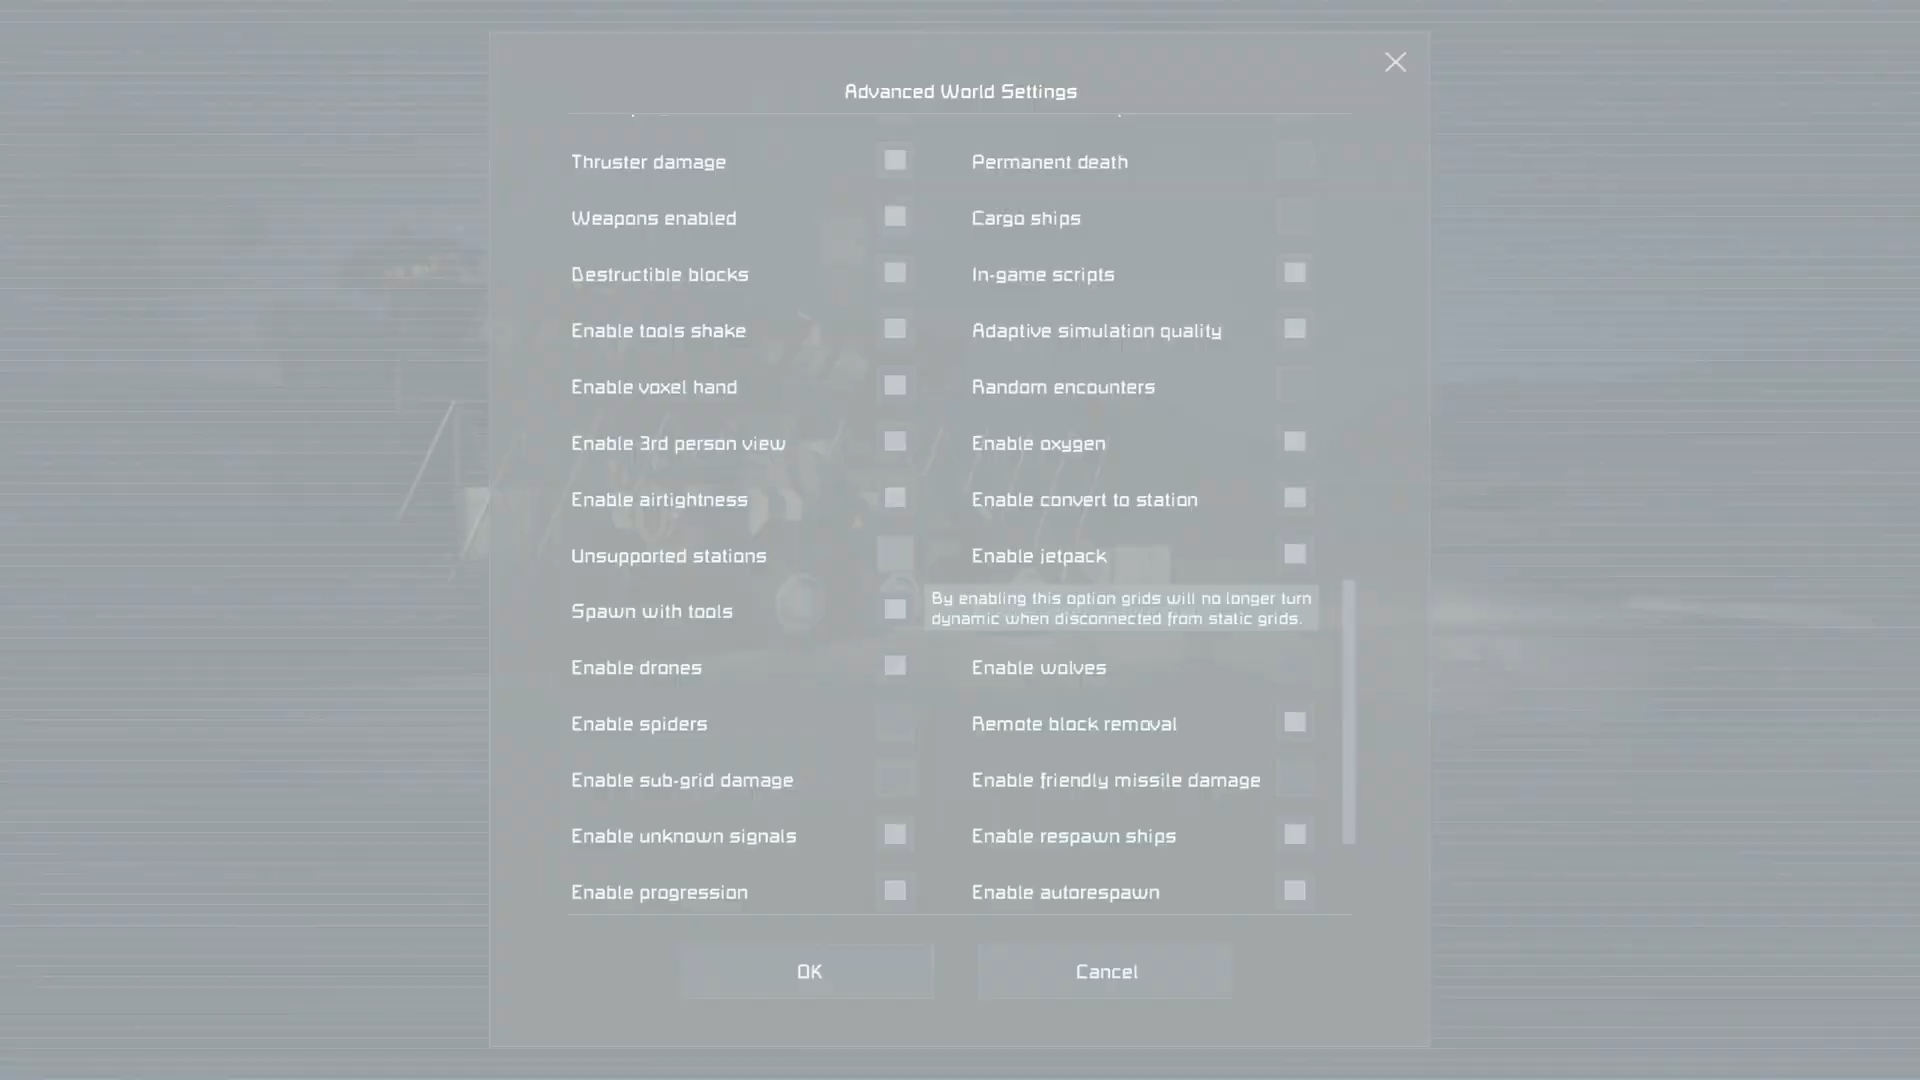 Advanced World Settings
Thruster damage
Permanent death
Weapons enabled
Cargo ships
Destructible blocks
In-game scripts
Enable tools shake
Adaptive simulation quality
Enable voxel hand
Random encounters
Enable 3rd person view
Enable oxygen
Enable airtightness
Enable convert to station
Unsupported stations
Enable jetpack
Spawn with tools
By enabling this option grids will no longer turn
dynamic when disconnected from static grids.
Enable drones
Enable wolves
Enable spiders
Remote block removal
Enable sub-grid damage
Enable friendly missile damage
Enable unknown signals
Enable respawn ships
Enable progression
Enable autorespawn
OK
Cancel